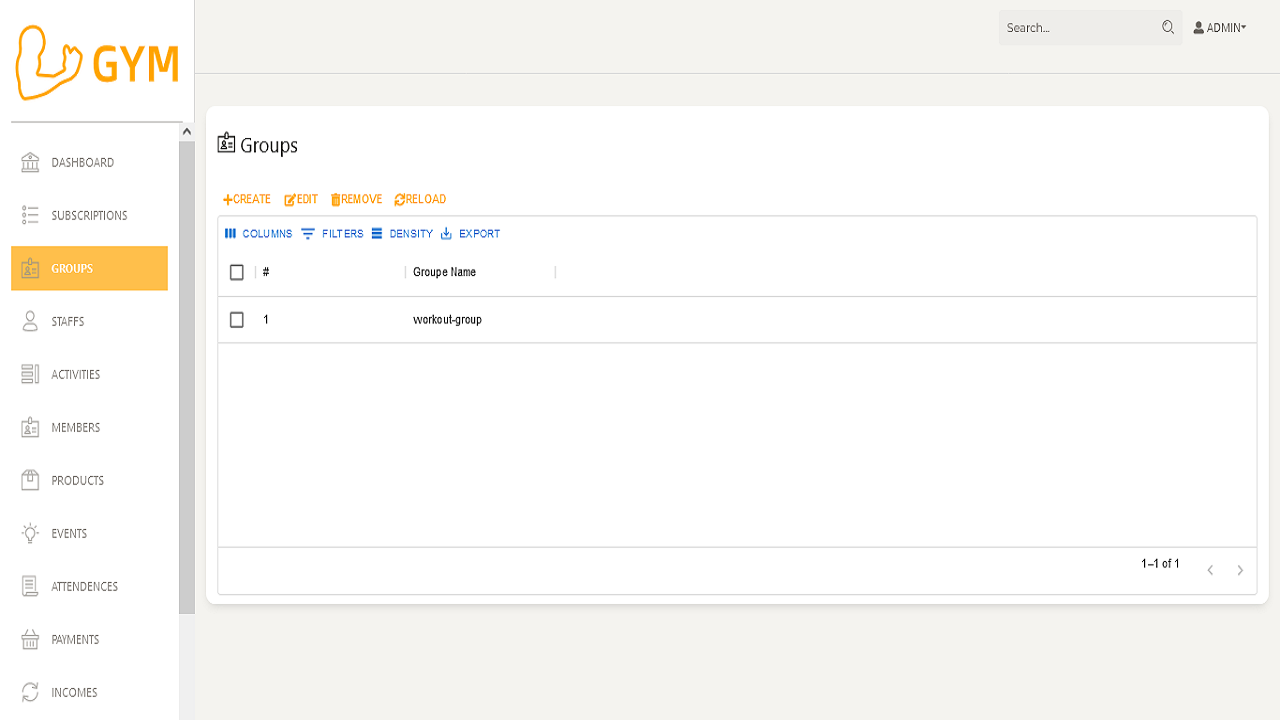 GYM
Search...
ADMIN
DASHBOARD
SUBSCRIPTIONS
GROUPS
STAFFS
ACTIVITIES
MEMBERS
PRODUCTS
EVENTS
ATTENDENCES
PAYMENTS
INCOMES
Groups
CREATE EDIT REMOVE RELOAD
COLUMNS FILTERS DENSITY EXPORT
# Groupe Name
1 workout-group
1–1 of 1